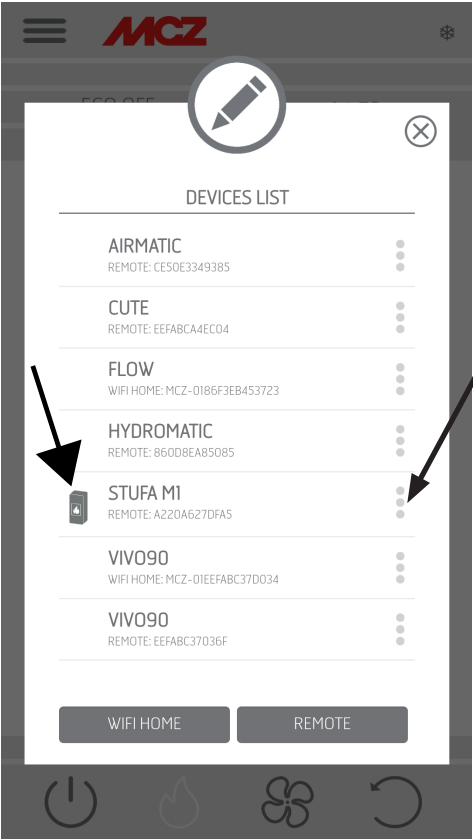 MCZ
DEVICES LIST
AIRMATIC
REMOTE: CE50E3349385
CUTE
REMOTE: EEFABCA4EC04
FLOW
WIFI HOME: MCZ-0186F3EB453723
HYDROMATIC
REMOTE: 860D8EA85085
STUFA M1
REMOTE: A220A627DFA5
VIVO90
WIFI HOME: MCZ-01EEFABC37D034
VIVO90
REMOTE: EEFABC37036F
WIFI HOME
REMOTE